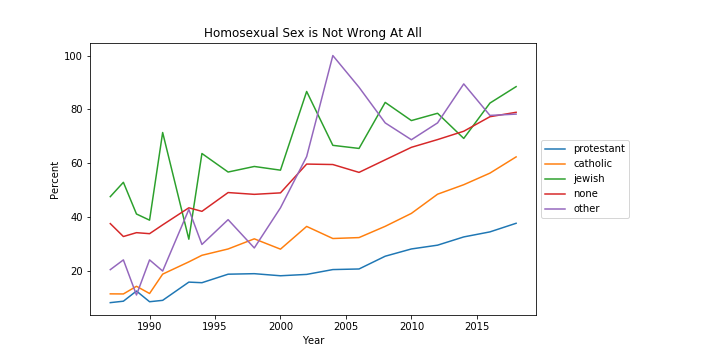 Homosexual Sex is Not Wrong At All
100
80
60
40
20
Percent
1990
1995
2000
2005
2010
2015
Year
protestant
catholic
jewish
none
other